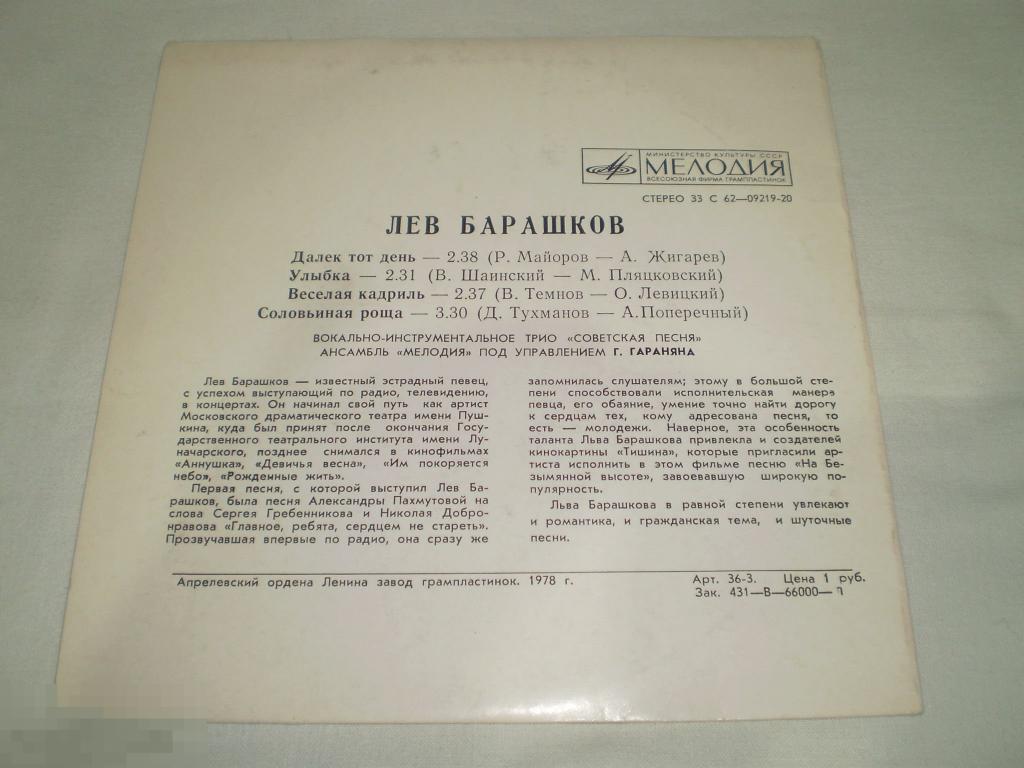 МИНИСТЕРСТВО КУЛЬТУРЫ СССР
МЕЛОДИЯ
ВСЕСОЮЗНАЯ ФИРМА ГРАМПЛАСТИНОК
СТЕРЕО 33 С 62—09219-20
ЛЕВ БАРАШКОВ
Далек тот день — 2.38 (Р. Майоров — А. Жигарев)
Улыбка — 2.31 (В. Шаинский — М. Пляцковский)
Веселая кадриль — 2.37 (В. Темнов — О. Левицкий)
Соловьиная роща — 3.30 (Д. Тухманов — А.Поперечный)
ВОКАЛЬНО-ИНСТРУМЕНТАЛЬНОЕ ТРИО «СОВЕТСКАЯ ПЕСНЯ»
АНСАМБЛЬ «МЕЛОДИЯ» ПОД УПРАВЛЕНИЕМ Г. ГАРАНЯНА
Лев Барашков — известный эстрадный певец,
с успехом выступающий по радио, телевидению,
в концертах. Он начинал свой путь как артист
Московского драматического театра имени Пуш-
кина, куда был принят после окончания Госу-
дарственного театрального института имени Лу-
начарского, позднее снимался в кинофильмах
«Аннушка», «Девичья весна», «Им покоряется
небо», «Рожденные жить».
Первая песня, с которой выступил Лев Ба-
рашков, была песня Александры Пахмутовой на
слова Сергея Гребенникова и Николая Добро-
нравова «Главное, ребята, сердцем не стареть».
Прозвучавшая впервые по радио, она сразу же
запомнилась слушателям; этому в большой сте-
пени способствовали исполнительская манера
певца, его обаяние, умение точно найти дорогу
к сердцам тех, кому адресована песня, то
есть — молодежи. Наверное, эта особенность
таланта Льва Барашкова привлекла и создателей
кинокартины «Тишина», которые пригласили ар-
тиста исполнить в этом фильме песню «На Бе-
зымянной высоте», завоевавшую широкую по-
пулярность.
Льва Барашкова в равной степени увлекают
и романтика, и гражданская тема, и шуточные
песни.
Апрелевский ордена Ленина завод грампластинок. 1978 г.
Арт. 36-3. Цена 1 руб.
Зак. 431—В—66000—